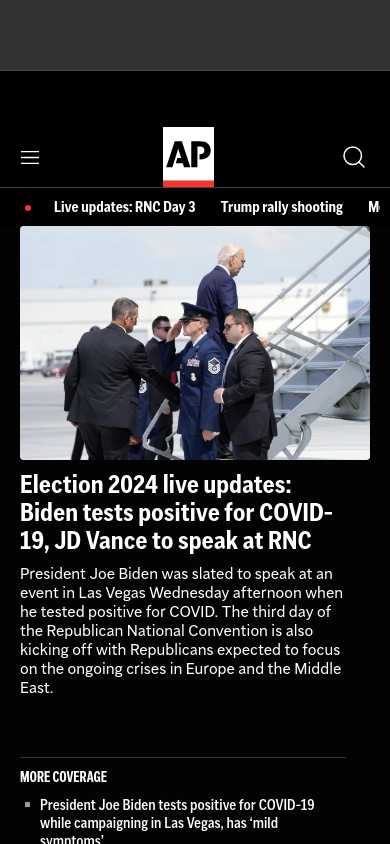 AP
Live updates: RNC Day 3 Trump rally shooting
Election 2024 live updates:
Biden tests positive for COVID-
19, JD Vance to speak at RNC
President Joe Biden was slated to speak at an
event in Las Vegas Wednesday afternoon when
he tested positive for COVID. The third day of
the Republican National Convention is also
kicking off with Republicans expected to focus
on the ongoing crises in Europe and the Middle
East.
MORE COVERAGE
President Joe Biden tests positive for COVID-19
while campaigning in Las Vegas, has ‘mild
symptoms’